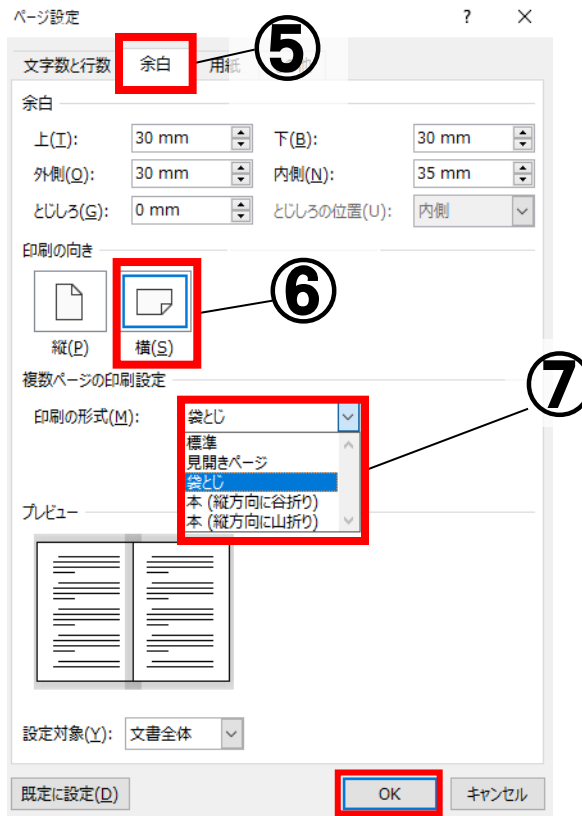 ページ設定 ? ×
文字数と行数 余白 用紙
⑤
余白
上(T): 30 mm 下(B): 30 mm
外側(O): 30 mm 内側(N): 35 mm
とじしろ(G): 0 mm とじしろの位置(U): 内側
印刷の向き
⑥
縦(P) 横(S)
複数ページの印刷設定
⑦
印刷の形式(M): 袋とじ
標準
見開きページ
袋とじ
本 (縦方向に谷折り)
本 (縦方向に山折り)
プレビュー
設定対象(Y): 文書全体
既定に設定(D) OK キャンセル